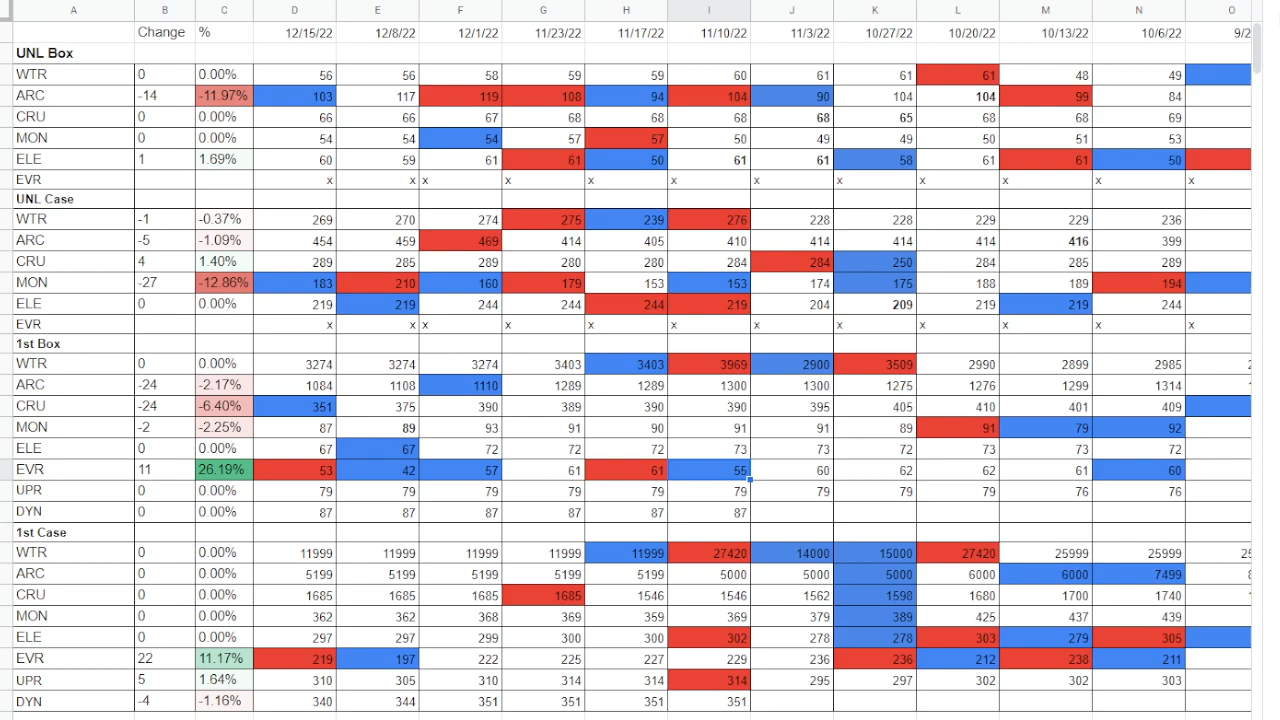 A B C D E F G H I J K L M N O
Change % 12/15/22 12/8/22 12/1/22 11/23/22 11/17/22 11/10/22 11/3/22 10/27/22 10/20/22 10/13/22 10/6/22 9/2
UNL Box
WTR 0 0.00% 56 56 58 59 59 60 61 61 61 48 49
ARC -14 -11.97% 103 117 119 108 94 104 90 104 104 99 84
CRU 0 0.00% 66 66 67 68 68 68 68 65 68 68 69
MON 0 0.00% 54 54 54 57 57 50 49 49 50 51 53
ELE 1 1.69% 60 59 61 61 50 61 61 58 61 61 50
EVR x x x x x x x x x x x x
UNL Case
WTR -1 -0.37% 269 270 274 275 239 276 228 228 229 229 236
ARC -5 -1.09% 454 459 469 414 405 410 414 414 414 416 399
CRU 4 1.40% 289 285 289 280 280 284 284 250 284 285 289
MON -27 -12.86% 183 210 160 179 153 153 174 175 188 189 194
ELE 0 0.00% 219 219 244 244 244 219 204 209 219 219 244
EVR x x x x x x x x x x x x
1st Box
WTR 0 0.00% 3274 3274 3274 3403 3403 3969 2900 3509 2990 2899 2985 2
ARC -24 -2.17% 1084 1108 1110 1289 1289 1300 1300 1275 1276 1299 1314 1
CRU -24 -6.40% 351 375 390 389 390 390 395 405 410 401 409
MON -2 -2.25% 87 89 93 91 90 91 91 89 91 79 92
ELE 0 0.00% 67 67 72 72 72 73 73 72 73 73 72
EVR 11 26.19% 53 42 57 61 61 55 60 62 62 61 60
UPR 0 0.00% 79 79 79 79 79 79 79 79 79 76 76
DYN 0 0.00% 87 87 87 87 87 87
1st Case
WTR 0 0.00% 11999 11999 11999 11999 11999 27420 14000 15000 27420 25999 25999 25
ARC 0 0.00% 5199 5199 5199 5199 5199 5000 5000 5000 6000 6000 7499 8
CRU 0 0.00% 1685 1685 1685 1685 1546 1546 1562 1598 1680 1700 1740 1
MON 0 0.00% 362 362 368 369 359 369 379 389 425 437 439
ELE 0 0.00% 297 297 299 300 300 302 278 278 303 279 305
EVR 22 11.17% 219 197 222 225 227 229 236 236 212 238 211
UPR 5 1.64% 310 305 310 314 314 314 295 297 302 302 303
DYN -4 -1.16% 340 344 351 351 351 351